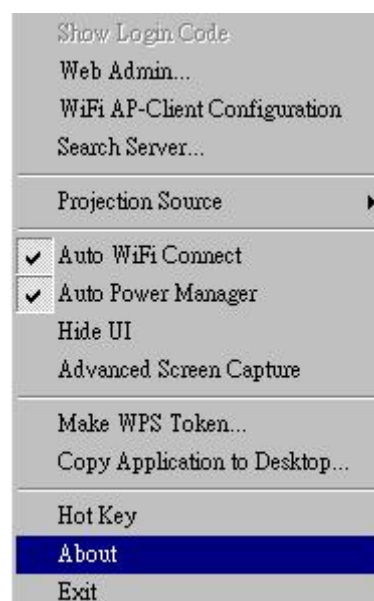 Show Login Code
Web Admin...
WiFi AP-Client Configuration
Search Server...
Projection Source
Auto WiFi Connect
Auto Power Manager
Hide UI
Advanced Screen Capture
Make WPS Token...
Copy Application to Desktop...
Hot Key
About
Exit